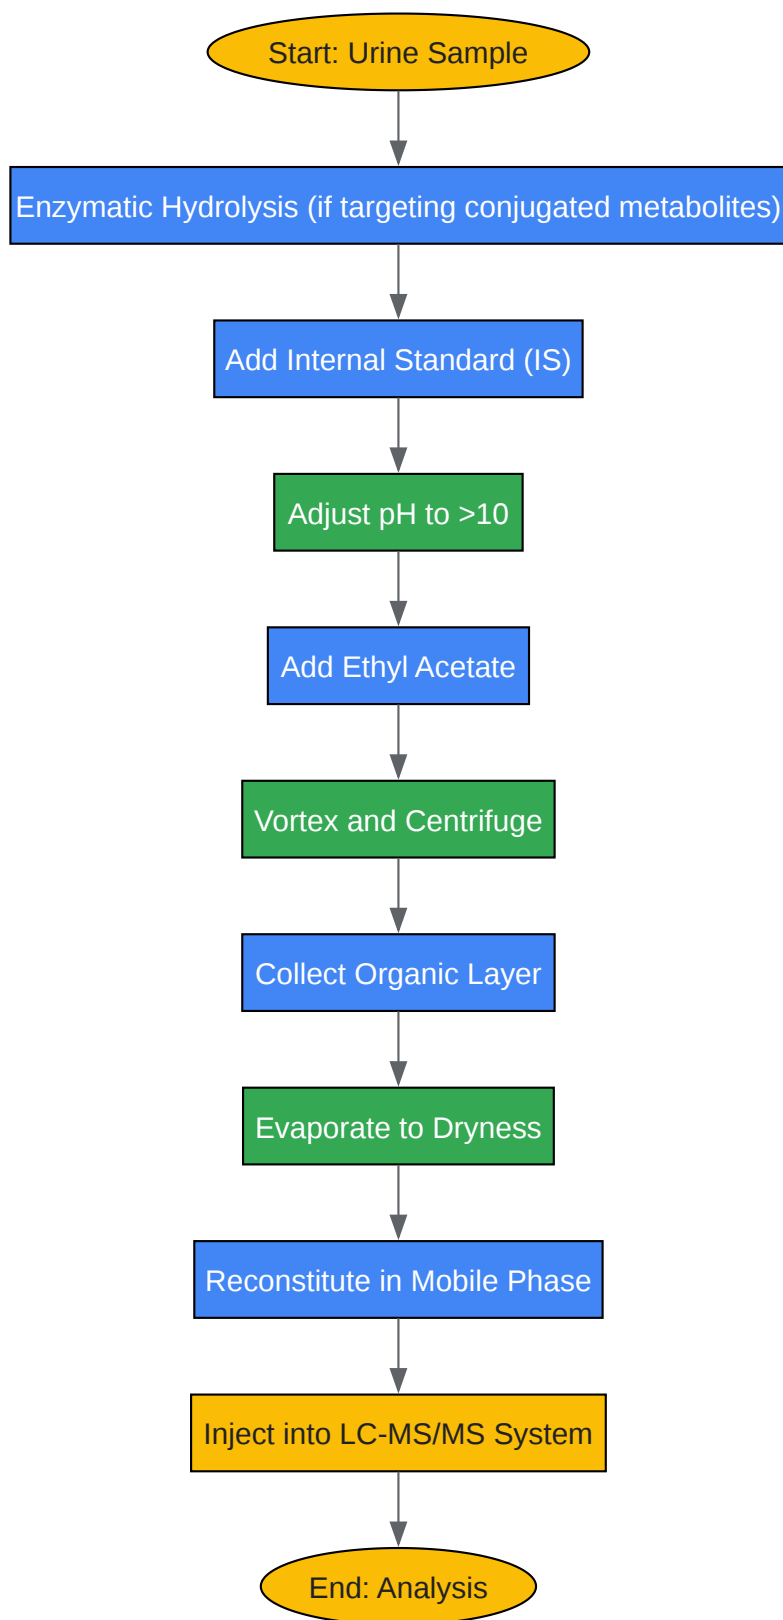 Start: Urine Sample
Enzymatic Hydrolysis (if targeting conjugated metabolites)
Add Internal Standard (IS)
Adjust pH to >10
Add Ethyl Acetate
Vortex and Centrifuge
Collect Organic Layer
Evaporate to Dryness
Reconstitute in Mobile Phase
Inject into LC-MS/MS System
End: Analysis